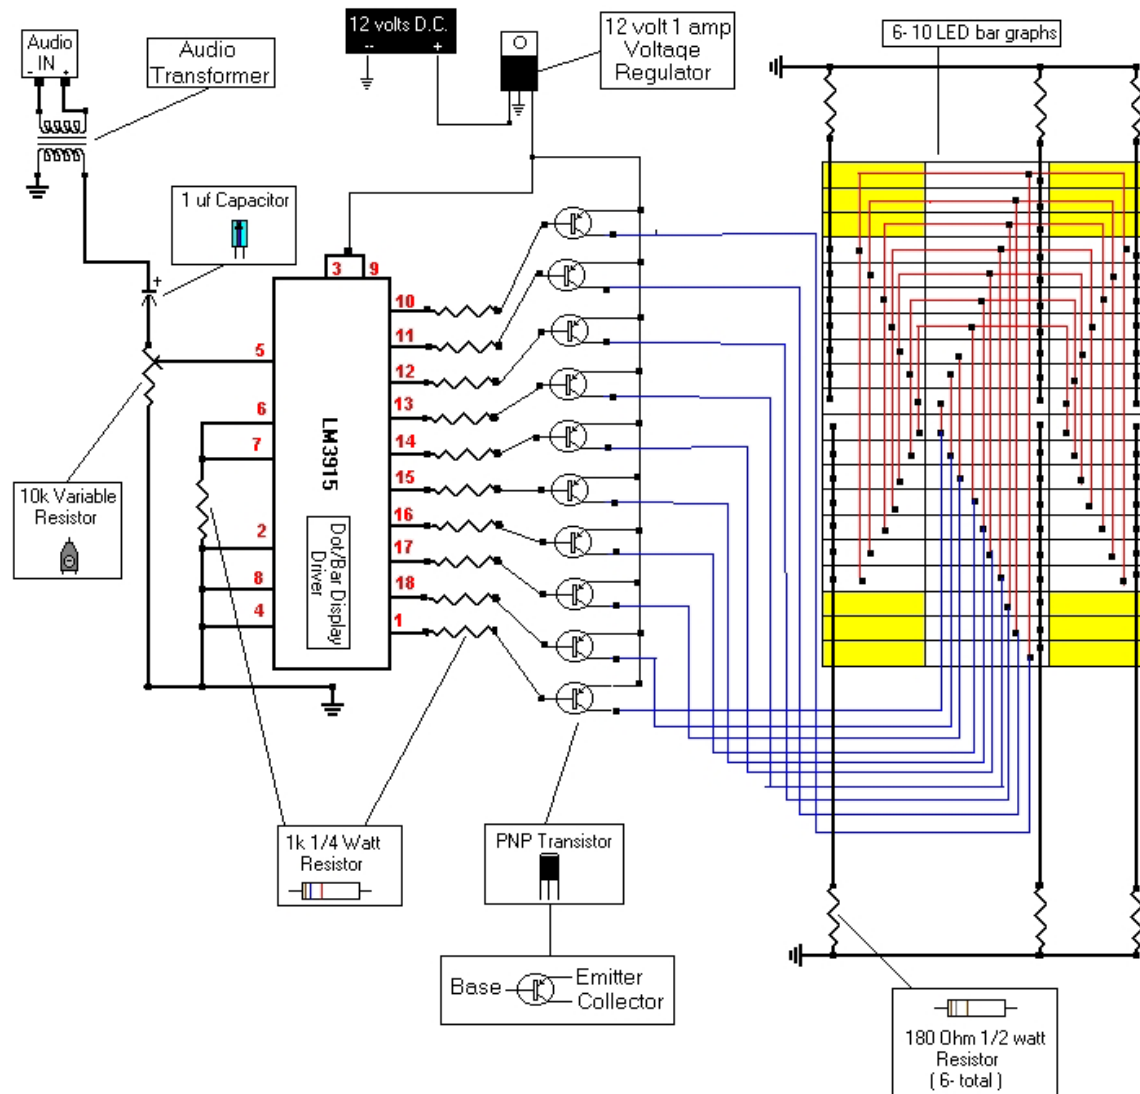 Audio
IN
- +
Audio
Transformer
12 volts D.C.
-- +
12 volt 1 amp
Voltage
Regulator
6- 10 LED bar graphs
1 uf Capacitor
+
3 9
10
11
12
13
14
15
16
17
18
1
5
6
7
2
8
4
LM3915
Dot/Bar Display
Driver
10k Variable
Resistor
1k 1/4 Watt
Resistor
PNP Transistor
Base
Emitter
Collector
180 Ohm 1/2 watt
Resistor
( 6- total )